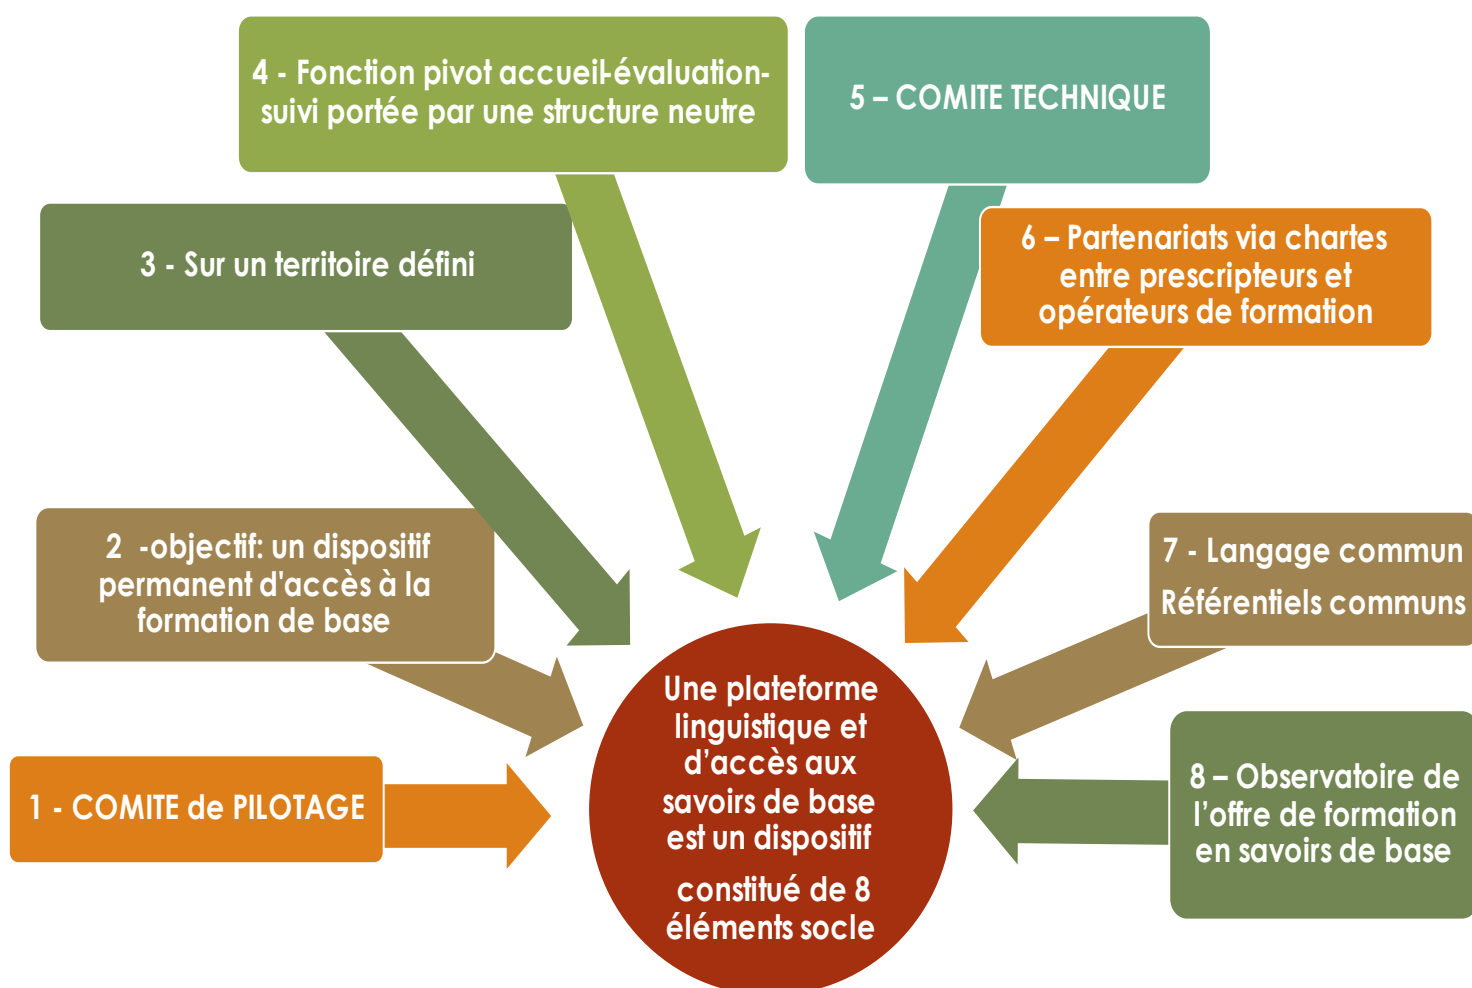 4 - Fonction pivot accueil-évaluation-
suivi portée par une structure neutre
5 – COMITE TECHNIQUE
3 - Sur un territoire défini
6 – Partenariats via chartes
entre prescripteurs et
opérateurs de formation
2 -objectif: un dispositif
permanent d'accès à la
formation de base
7 - Langage commun
Référentiels communs
1 - COMITE de PILOTAGE
Une plateforme
linguistique et
d’accès aux
savoirs de base
est un dispositif
constitué de 8
éléments socle
8 – Observatoire de
l’offre de formation
en savoirs de base